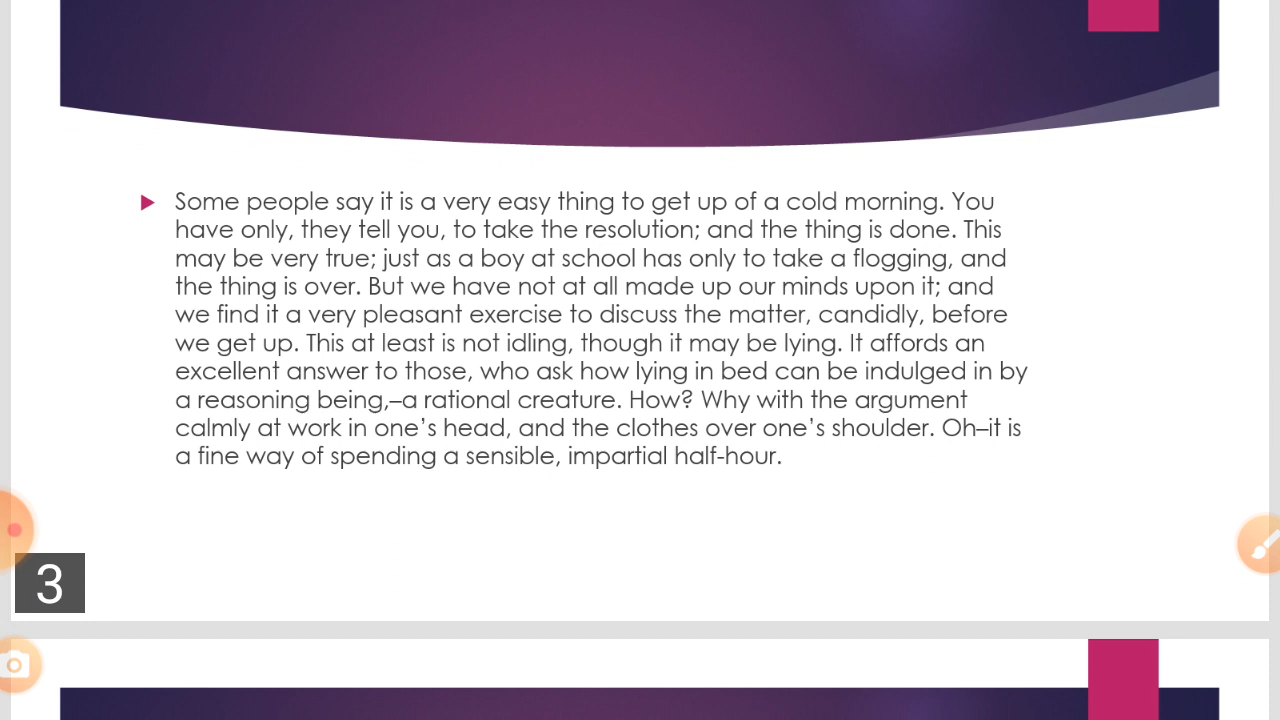 Some people say it is a very easy thing to get up of a cold morning. You
have only, they tell you, to take the resolution; and the thing is done. This
may be very true; just as a boy at school has only to take a flogging, and
the thing is over. But we have not at all made up our minds upon it; and
we find it a very pleasant exercise to discuss the matter, candidly, before
we get up. This at least is not idling, though it may be lying. It affords an
excellent answer to those, who ask how lying in bed can be indulged in by
a reasoning being,–a rational creature. How? Why with the argument
calmly at work in one’s head, and the clothes over one’s shoulder. Oh–it is
a fine way of spending a sensible, impartial half-hour.
3